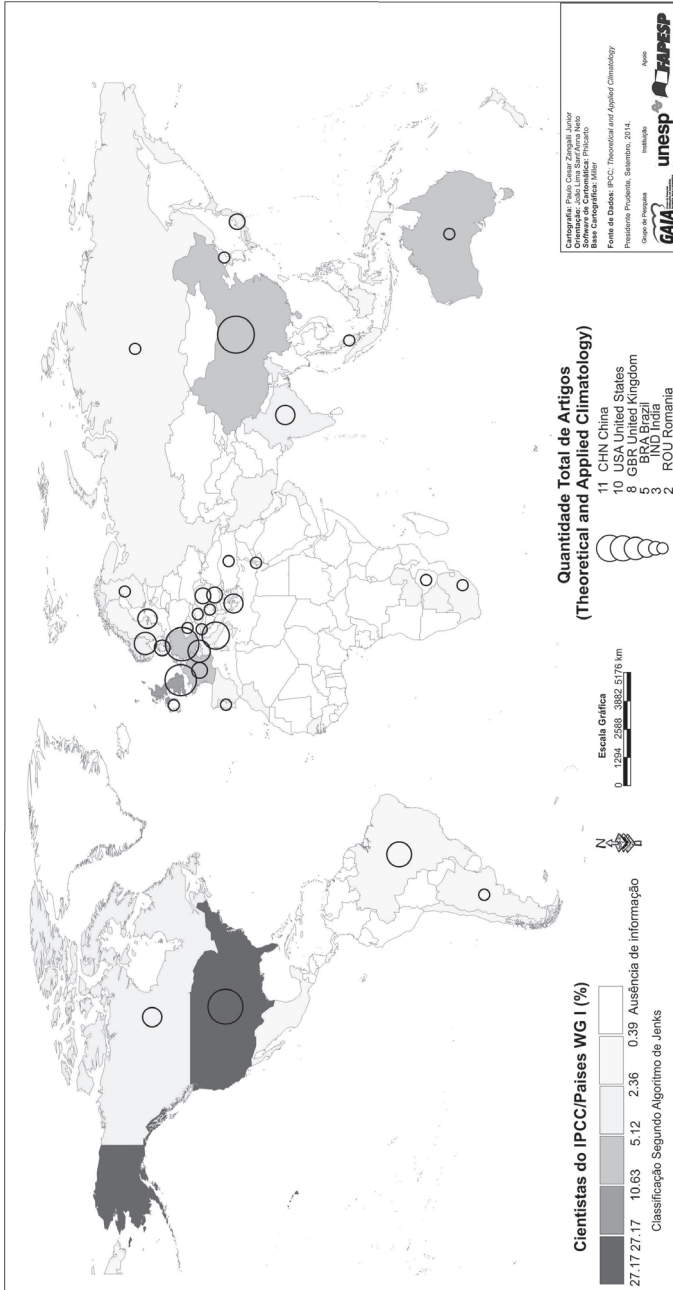 Cientistas do IPCC/Paises WG I (%)
27.17 27.17 10.63 5.12 2.36 0.39 Ausência de informação
Classificação Segundo Algoritmo de Jenks
N
Escala Gráfica
0 1294 2588 3882 5176 km
Quantidade Total de Artigos
(Theoretical and Applied Climatology)
11 CHN China
10 USA United States
8 GBR United Kingdom
5 BRA Brazil
3 IND India
2 ROU Romania
Cartografia: Paulo Cesar Zangalli Junior
Orientação: João Lima Sant'Anna Neto
Software de Cartomática: Philcarto
Base Cartográfica: Miller
Fonte de Dados: IPCC; Theoretical and Applied Climatology
Presidente Prudente, Setembro, 2014.
Grupo de Pesquisa Instituição Apoio
GAIA unesp FAPESP